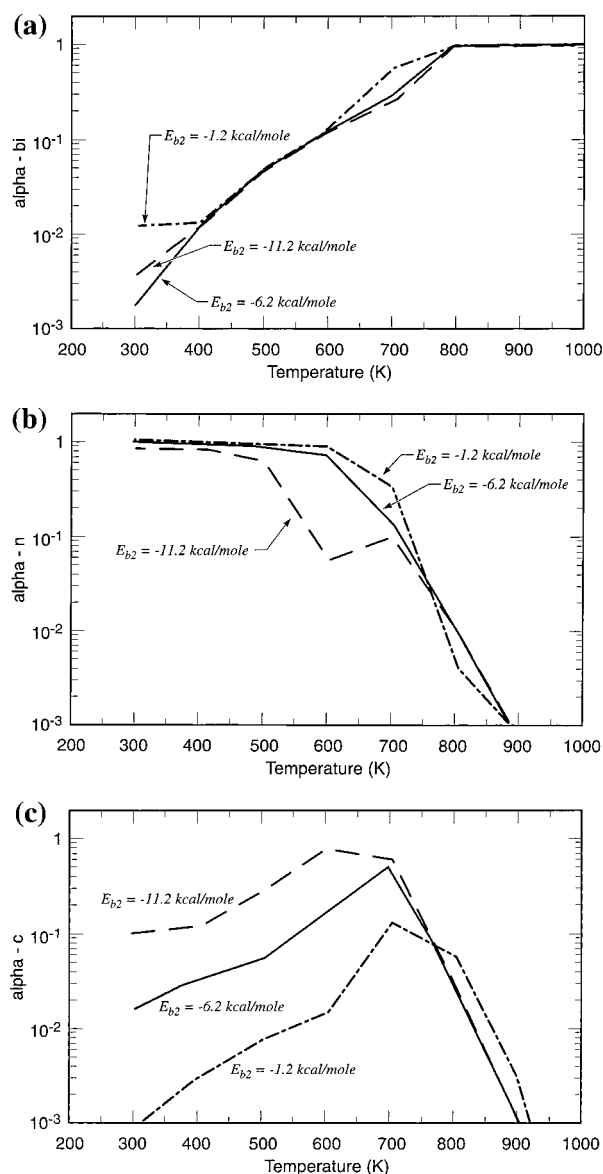 (a)
alpha - bi
1
10-1
10-2
10-3
E_b2 = -1.2 kcal/mole
E_b2 = -11.2 kcal/mole
E_b2 = -6.2 kcal/mole
200 300 400 500 600 700 800 900 1000
Temperature (K)
(b)
alpha - n
1
10-1
10-2
10-3
E_b2 = -1.2 kcal/mole
E_b2 = -6.2 kcal/mole
E_b2 = -11.2 kcal/mole
200 300 400 500 600 700 800 900 1000
Temperature (K)
(c)
alpha - c
1
10-1
10-2
10-3
E_b2 = -11.2 kcal/mole
E_b2 = -6.2 kcal/mole
E_b2 = -1.2 kcal/mole
200 300 400 500 600 700 800 900 1000
Temperature (K)